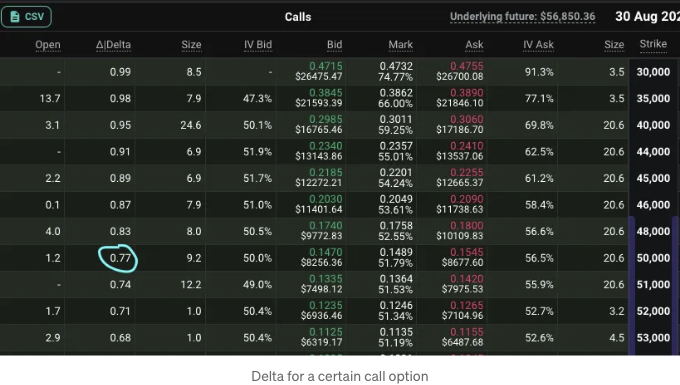 CSV Calls Underlying future: $56,850.36 30 Aug 202
Open Δ|Delta Size IV Bid Bid Mark Ask IV Ask Size Strike
- 0.99 8.5 - 0.4715 0.4732 0.4755 91.3% 3.5 30,000
$26475.47 74.77% $26700.08
13.7 0.98 7.9 47.3% 0.3845 0.3862 0.3890 77.1% 3.5 35,000
$21593.39 66.00% $21846.10
3.1 0.95 24.6 50.1% 0.2985 0.3011 0.3060 69.8% 20.6 40,000
$16765.46 59.25% $17186.70
- 0.91 6.9 51.9% 0.2340 0.2357 0.2410 62.5% 20.6 44,000
$13143.86 55.01% $13537.06
2.2 0.89 6.9 51.7% 0.2185 0.2201 0.2255 61.2% 20.6 45,000
$12272.21 54.24% $12665.37
0.1 0.87 7.9 51.0% 0.2030 0.2049 0.2090 58.4% 20.6 46,000
$11401.64 53.61% $11738.63
4.0 0.83 8.0 50.5% 0.1740 0.1758 0.1800 56.6% 20.6 48,000
$9772.83 52.55% $10109.83
1.2 0.77 9.2 50.0% 0.1470 0.1489 0.1545 56.5% 20.6 50,000
$8256.36 51.79% $8677.60
- 0.74 12.2 49.0% 0.1335 0.1364 0.1420 55.9% 20.6 51,000
$7498.12 51.53% $7975.53
1.7 0.71 1.0 50.4% 0.1235 0.1246 0.1265 52.7% 3.2 52,000
$6936.46 51.34% $7104.96
2.9 0.68 1.0 50.4% 0.1125 0.1135 0.1155 52.6% 4.5 53,000
$6319.17 51.19% $6487.68
Delta for a certain call option